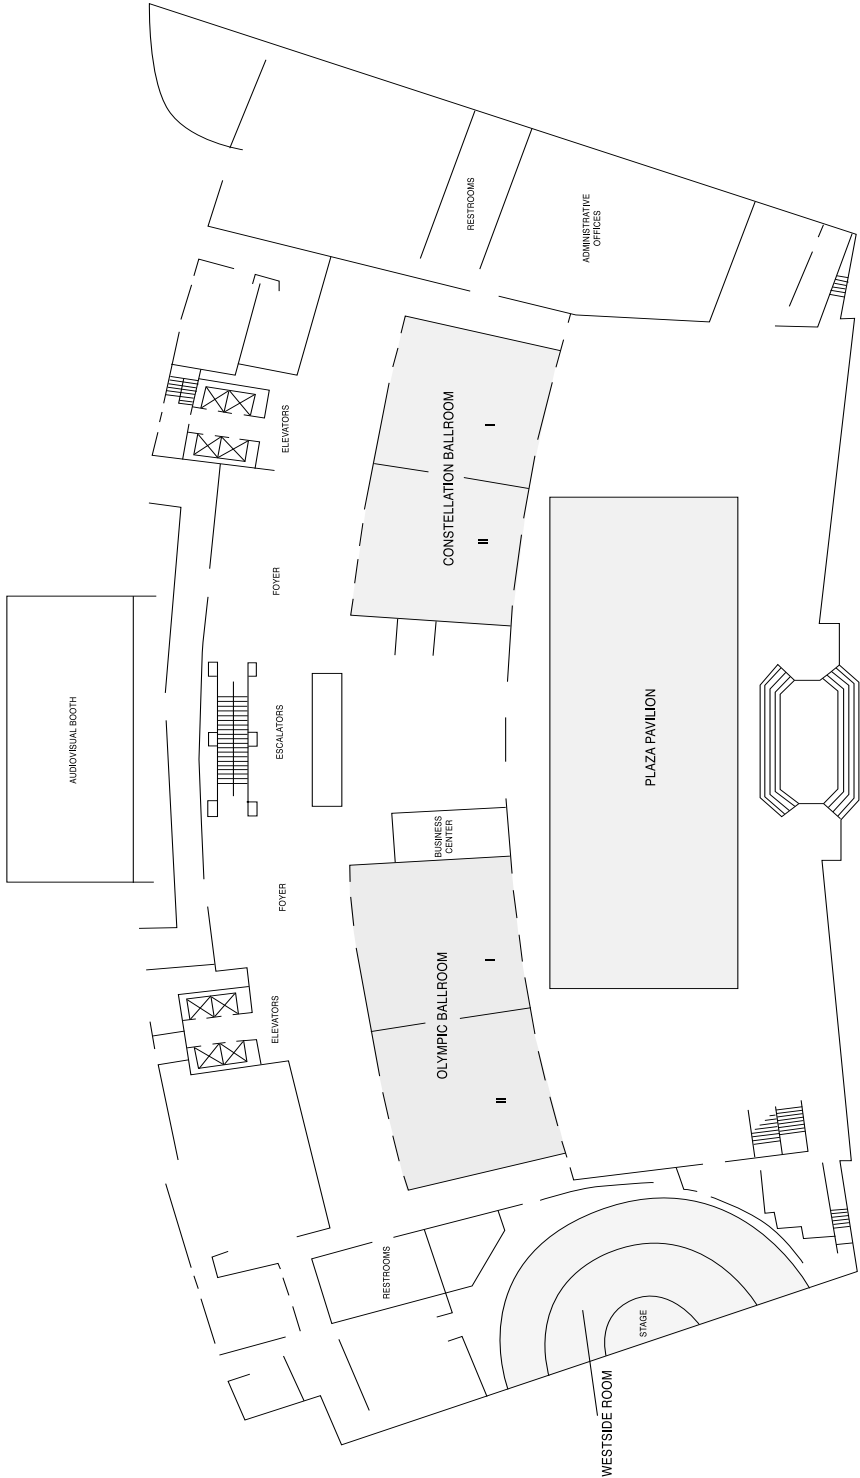 RESTROOMS
ADMINISTRATIVE
OFFICES
ELEVATORS
CONSTELLATION BALLROOM
I
II
FOYER
AUDIOVISUAL BOOTH
ESCALATORS
PLAZA PAVILION
BUSINESS
CENTER
FOYER
OLYMPIC BALLROOM
I
II
ELEVATORS
RESTROOMS
STAGE
WESTSIDE ROOM